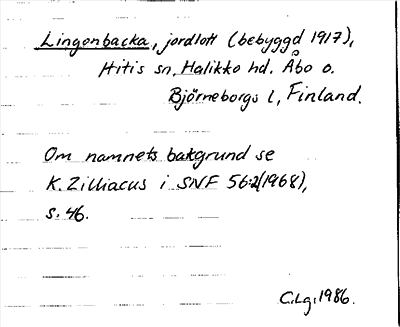 Lingonbacka, jordlott (bebyggd 1917),
Hitis sn, Halikko hd. Åbo o.
Björneborgs l, Finland.
Om namnets bakgrund se
K. Zilliacus i SNF 56:2(1968),
s. 46.
C.Lg. 1986.